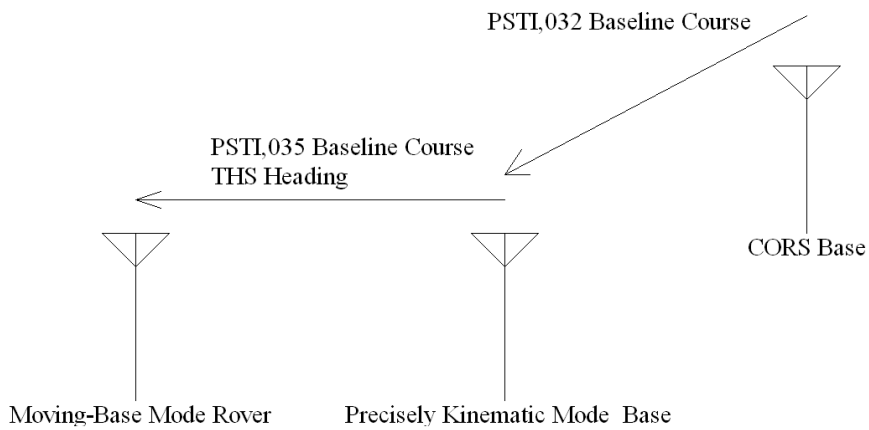 PSTI,032 Baseline Course
PSTI,035 Baseline Course
THS Heading
CORS Base
Moving-Base Mode Rover
Precisely Kinematic Mode Base